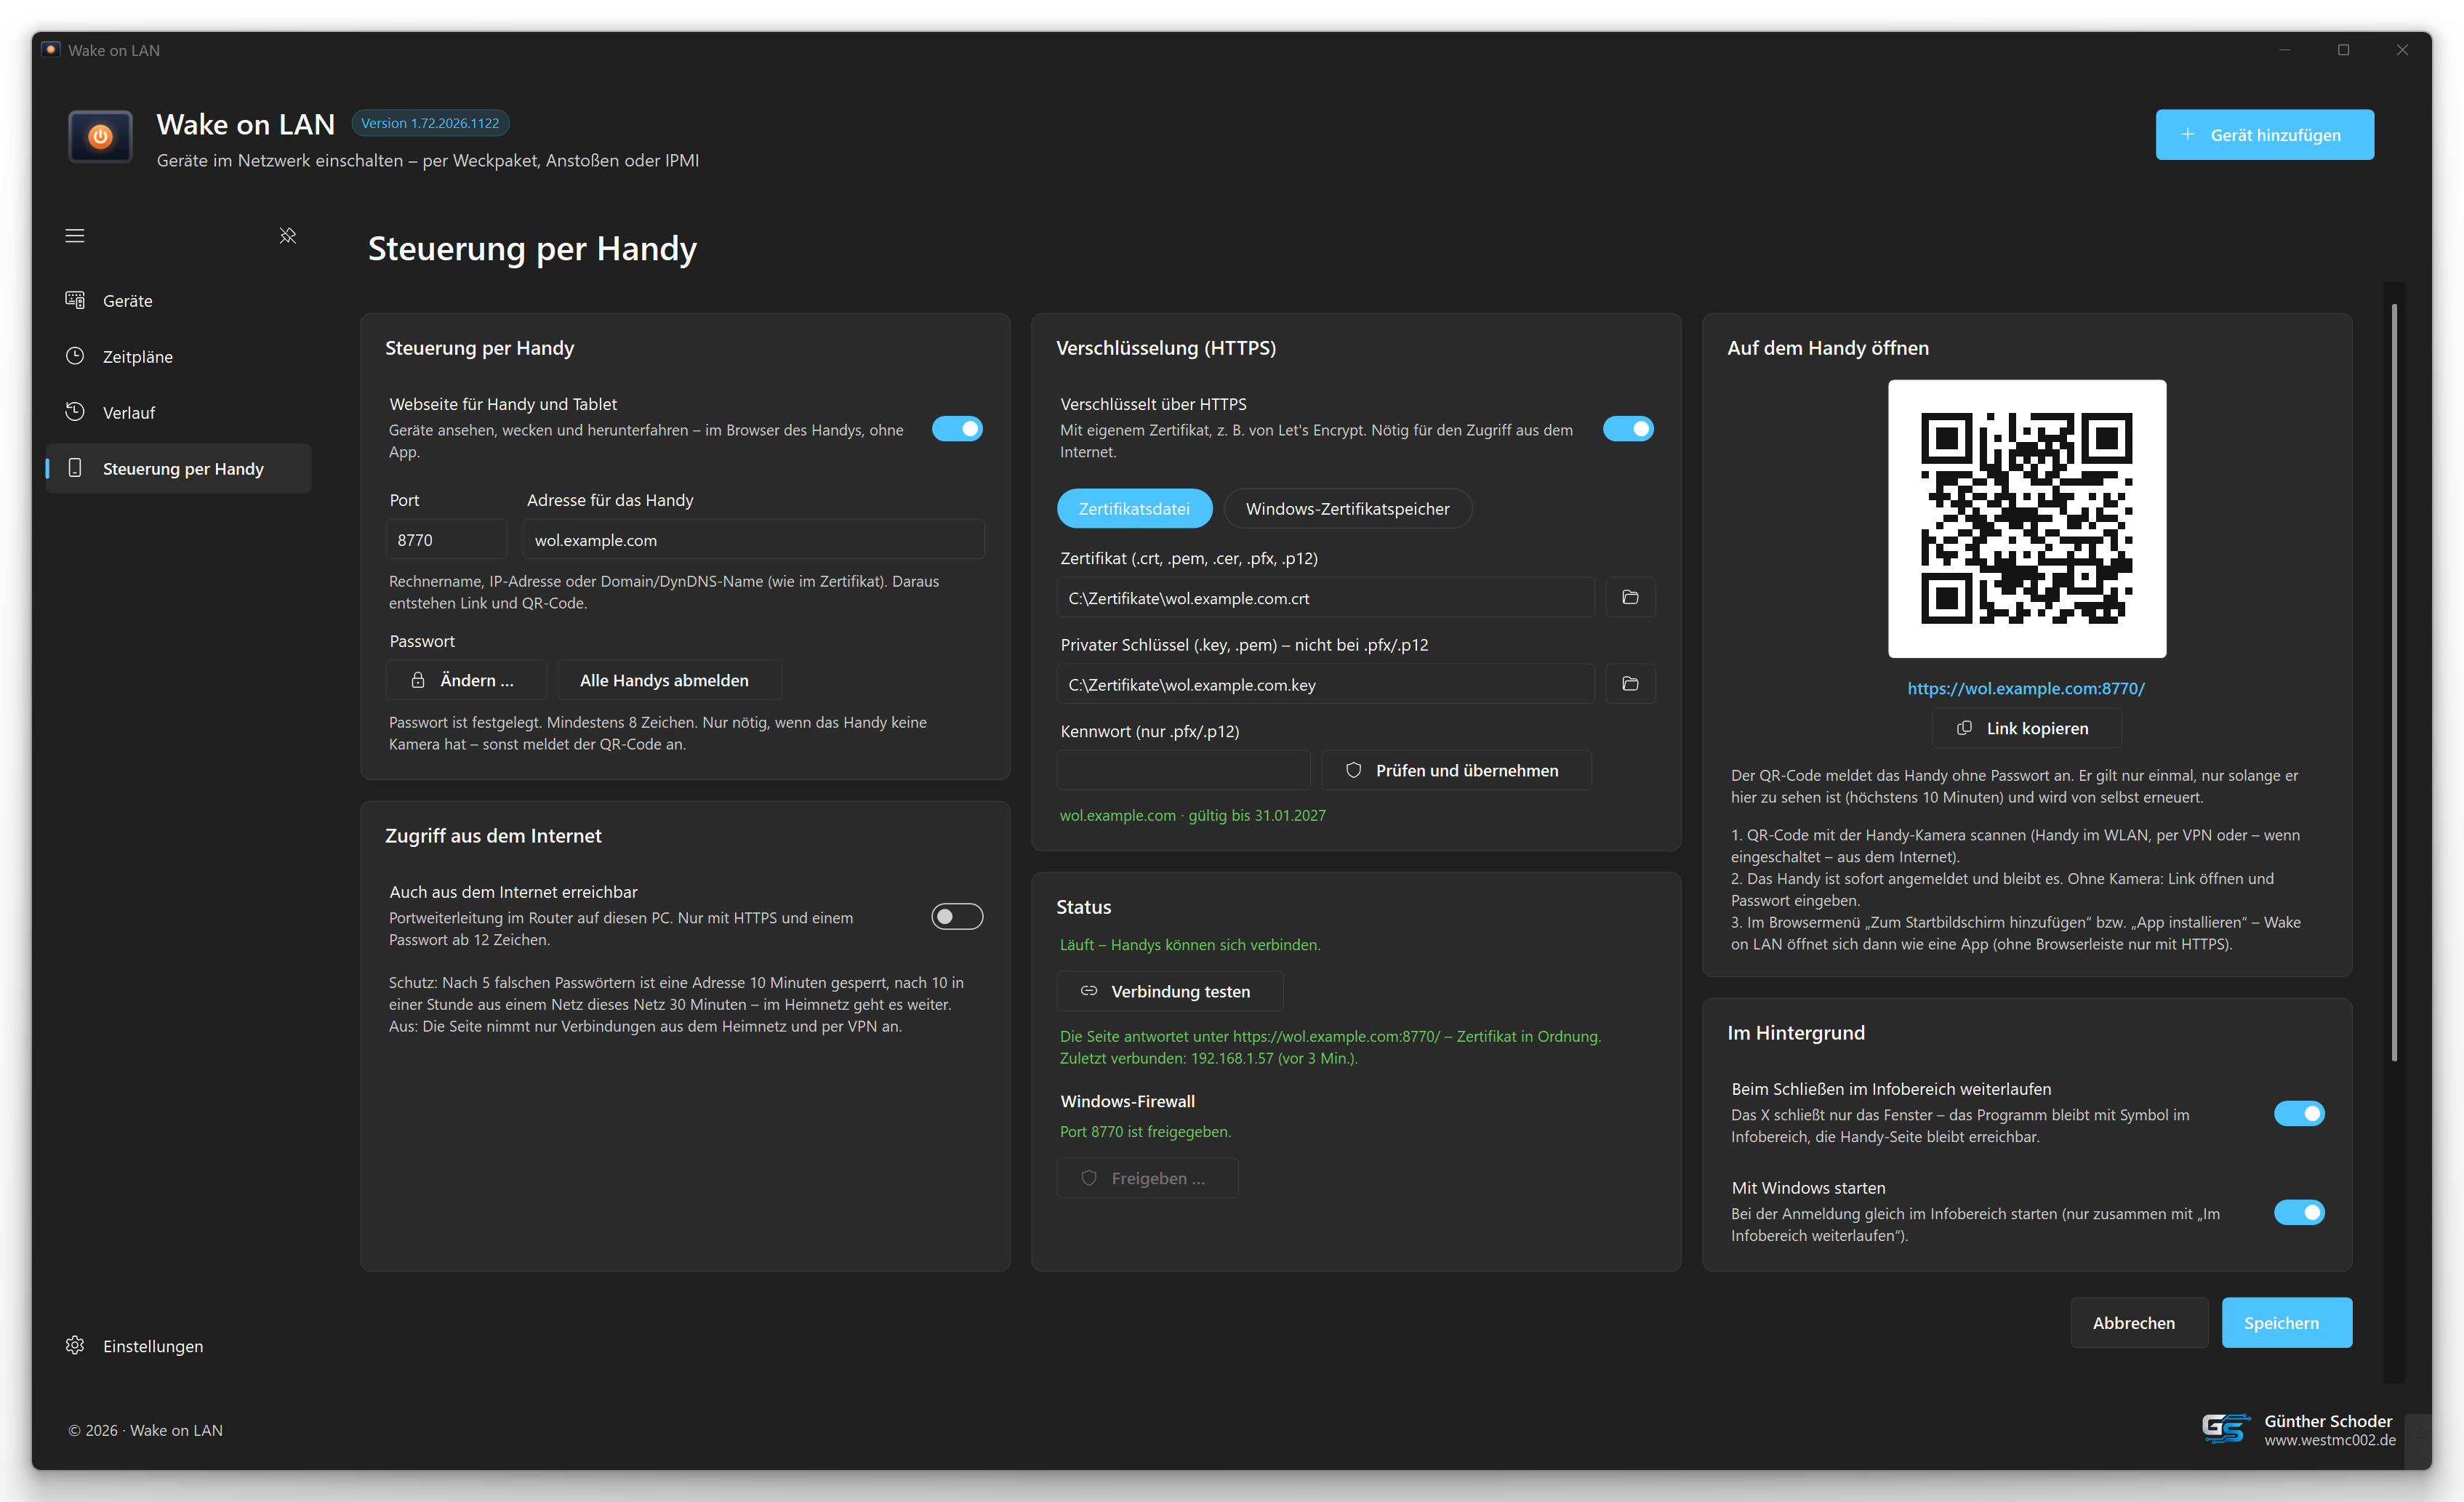 Wake on LAN
Wake on LAN
Version 1.72.2026.1122
Geräte im Netzwerk einschalten – per Weckpaket, Anstoßen oder IPMI
Gerät hinzufügen
Geräte
Zeitpläne
Verlauf
Steuerung per Handy
Einstellungen
Steuerung per Handy
Steuerung per Handy
Webseite für Handy und Tablet
Geräte ansehen, wecken und herunterfahren – im Browser des Handys, ohne
App.
Port
Adresse für das Handy
8770
wol.example.com
Rechnername, IP-Adresse oder Domain/DynDNS-Name (wie im Zertifikat). Daraus
entstehen Link und QR-Code.
Passwort
Ändern ...
Alle Handys abmelden
Passwort ist festgelegt. Mindestens 8 Zeichen. Nur nötig, wenn das Handy keine
Kamera hat – sonst meldet der QR-Code an.
Zugriff aus dem Internet
Auch aus dem Internet erreichbar
Portweiterleitung im Router auf diesen PC. Nur mit HTTPS und einem
Passwort ab 12 Zeichen.
Schutz: Nach 5 falschen Passwörtern ist eine Adresse 10 Minuten gesperrt, nach 10 in
einer Stunde aus einem Netz dieses Netz 30 Minuten – im Heimnetz geht es weiter.
Aus: Die Seite nimmt nur Verbindungen aus dem Heimnetz und per VPN an.
Verschlüsselung (HTTPS)
Verschlüsselt über HTTPS
Mit eigenem Zertifikat, z. B. von Let's Encrypt. Nötig für den Zugriff aus dem
Internet.
Zertifikatsdatei
Windows-Zertifikatspeicher
Zertifikat (.crt, .pem, .cer, .pfx, .p12)
C:\Zertifikate\wol.example.com.crt
Privater Schlüssel (.key, .pem) – nicht bei .pfx/.p12
C:\Zertifikate\wol.example.com.key
Kennwort (nur .pfx/.p12)
Prüfen und übernehmen
wol.example.com · gültig bis 31.01.2027
Status
Läuft – Handys können sich verbinden.
Verbindung testen
Die Seite antwortet unter https://wol.example.com:8770/ – Zertifikat in Ordnung.
Zuletzt verbunden: 192.168.1.57 (vor 3 Min.).
Windows-Firewall
Port 8770 ist freigegeben.
Freigeben ...
Auf dem Handy öffnen
https://wol.example.com:8770/
Link kopieren
Der QR-Code meldet das Handy ohne Passwort an. Er gilt nur einmal, nur solange er
hier zu sehen ist (höchstens 10 Minuten) und wird von selbst erneuert.
1. QR-Code mit der Handy-Kamera scannen (Handy im WLAN, per VPN oder – wenn
eingeschaltet – aus dem Internet).
2. Das Handy ist sofort angemeldet und bleibt es. Ohne Kamera: Link öffnen und
Passwort eingeben.
3. Im Browsermenü „Zum Startbildschirm hinzufügen“ bzw. „App installieren“ – Wake
on LAN öffnet sich dann wie eine App (ohne Browserleiste nur mit HTTPS).
Im Hintergrund
Beim Schließen im Infobereich weiterlaufen
Das X schließt nur das Fenster – das Programm bleibt mit Symbol im
Infobereich, die Handy-Seite bleibt erreichbar.
Mit Windows starten
Bei der Anmeldung gleich im Infobereich starten (nur zusammen mit „Im
Infobereich weiterlaufen“).
Abbrechen
Speichern
© 2026 · Wake on LAN
GS
Günther Schoder
www.westmc002.de